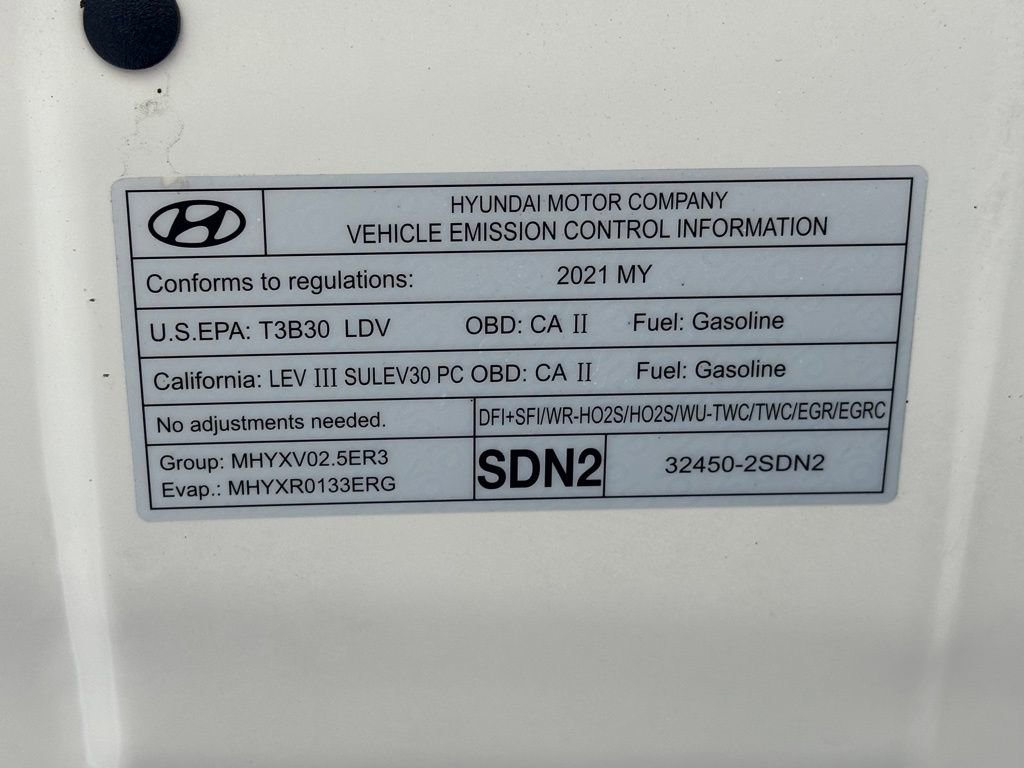 HYUNDAI MOTOR COMPANY
VEHICLE EMISSION CONTROL INFORMATION
Conforms to regulations: 2021 MY
U.S.EPA: T3B30 LDV OBD: CA II Fuel: Gasoline
California: LEV III SULEV30 PC OBD: CA II Fuel: Gasoline
No adjustments needed. DFI+SFI/WR-HO2S/HO2S/WU-TWC/TWC/EGR/EGRC
Group: MHYXV02.5ER3
Evap.: MHYXR0133ERG
SDN2 32450-2SDN2